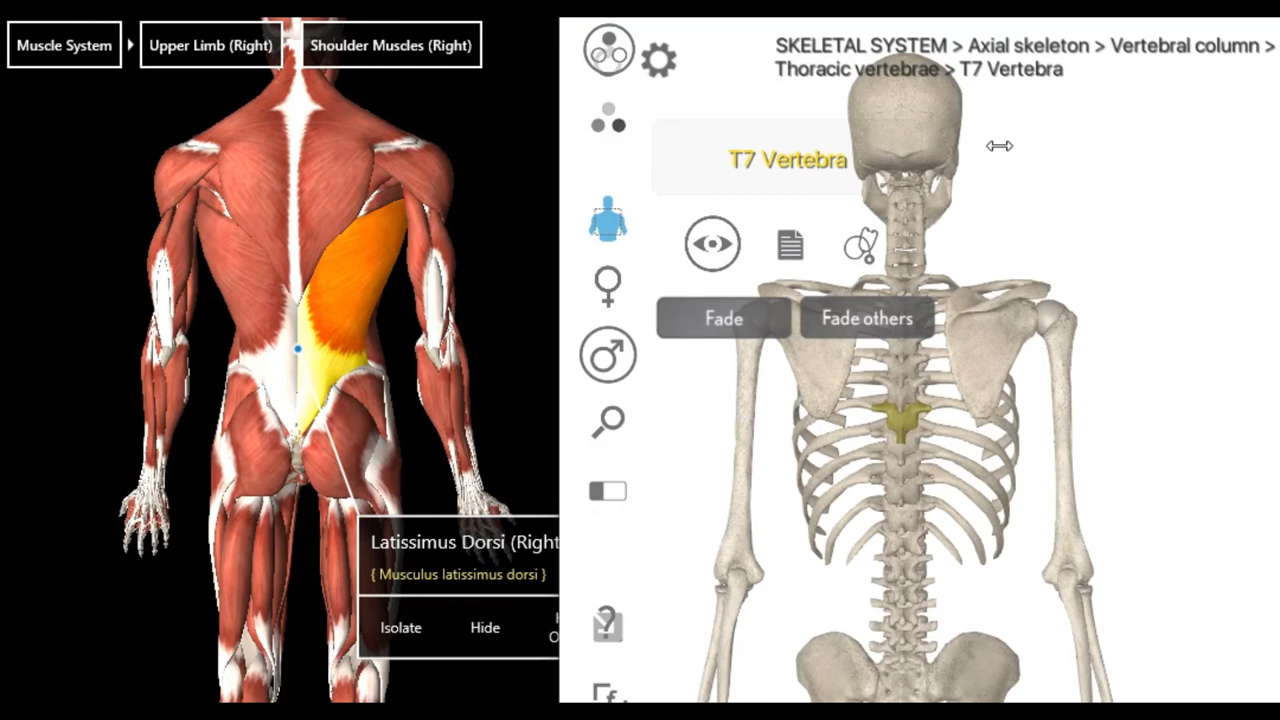 Muscle System
Upper Limb (Right)
Shoulder Muscles (Right)
Latissimus Dorsi (Right
{ Musculus latissimus dorsi }
Isolate
Hide
SKELETAL SYSTEM > Axial skeleton > Vertebral column >
Thoracic vertebrae > T7 Vertebra
T7 Vertebra
Fade
Fade others